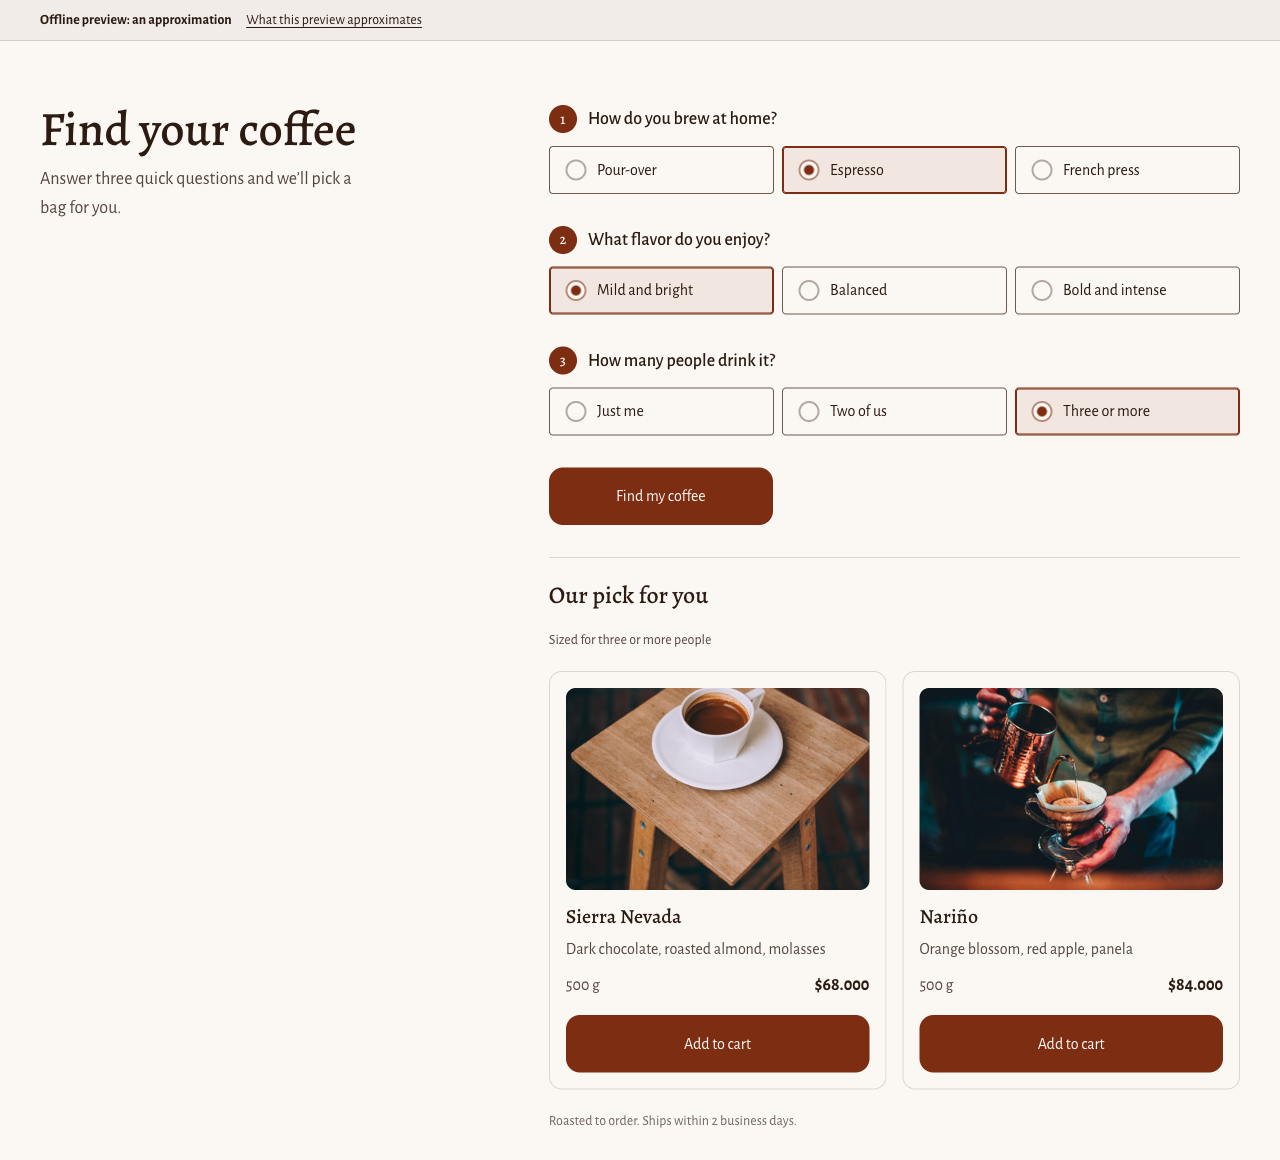 Offline preview: an approximation What this preview approximates
Find your coffee
Answer three quick questions and we'll pick a
bag for you.
1 How do you brew at home?
Pour-over Espresso French press
2 What flavor do you enjoy?
Mild and bright Balanced Bold and intense
3 How many people drink it?
Just me Two of us Three or more
Find my coffee
Our pick for you
Sized for three or more people
Sierra Nevada
Dark chocolate, roasted almond, molasses
500 g $68.000
Add to cart
Nariño
Orange blossom, red apple, panela
500 g $84.000
Add to cart
Roasted to order. Ships within 2 business days.